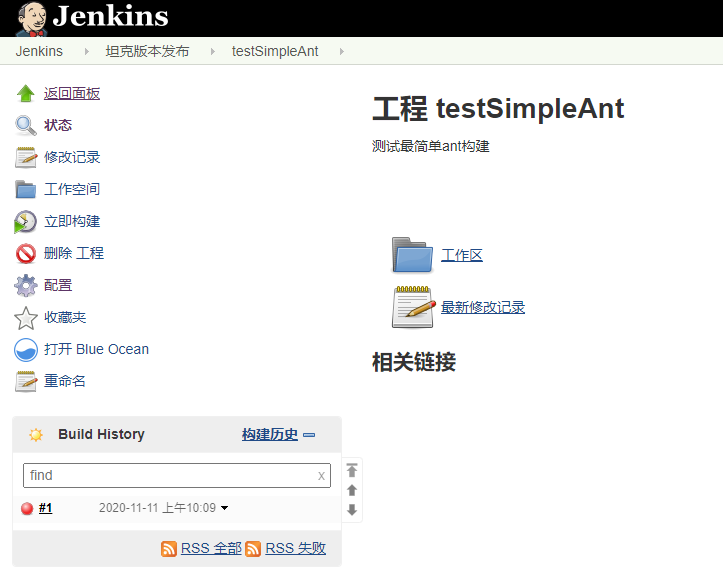 Jenkins
Jenkins 坦克版本发布 testSimpleAnt
返回面板
状态
修改记录
工作空间
立即构建
删除 工程
配置
收藏夹
打开 Blue Ocean
重命名
Build History 构建历史
find x
#1 2020-11-11 上午10:09
RSS 全部 RSS 失败
工程 testSimpleAnt
测试最简单ant构建
工作区
最新修改记录
相关链接